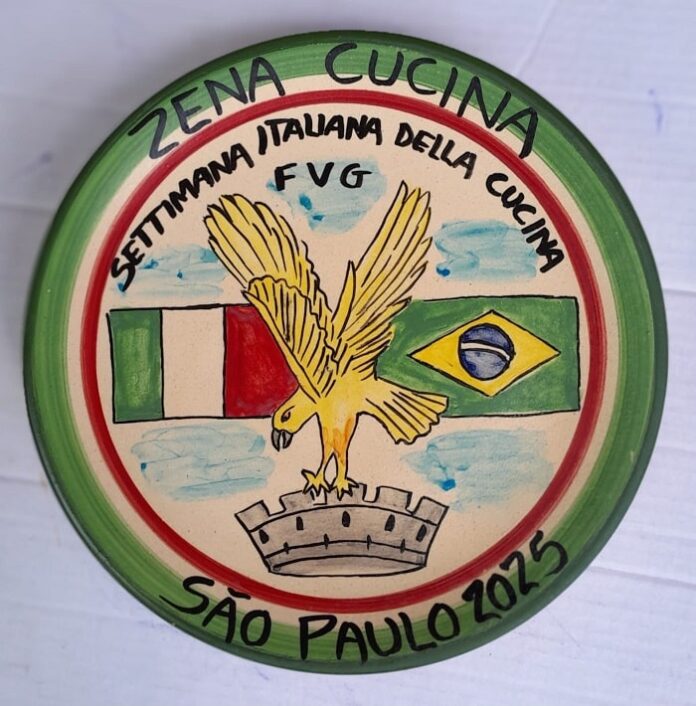 ZENA CUCINA
SETTIMANA ITALIANA DELLA CUCINA
FVG
SÃO PAULO 2025